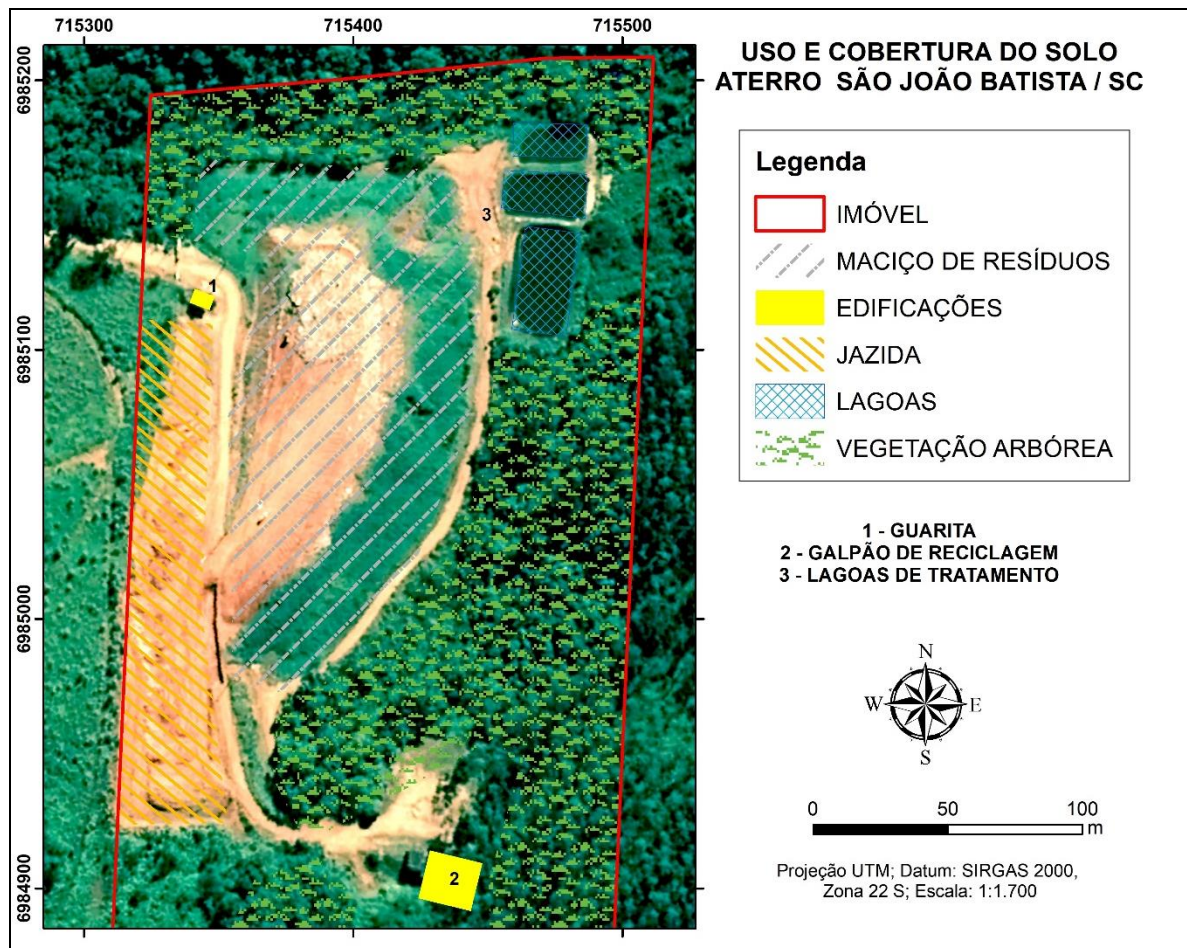 715300 715400 715500
USO E COBERTURA DO SOLO
ATERRO SÃO JOÃO BATISTA / SC
6985200
6985100
6985000
6984900
1
3
2
Legenda
IMÓVEL
MACIÇO DE RESÍDUOS
EDIFICAÇÕES
JAZIDA
LAGOAS
VEGETAÇÃO ARBÓREA
1 - GUARITA
2 - GALPÃO DE RECICLAGEM
3 - LAGOAS DE TRATAMENTO
N
W E
S
0 50 100
m
Projeção UTM; Datum: SIRGAS 2000,
Zona 22 S; Escala: 1:1.700